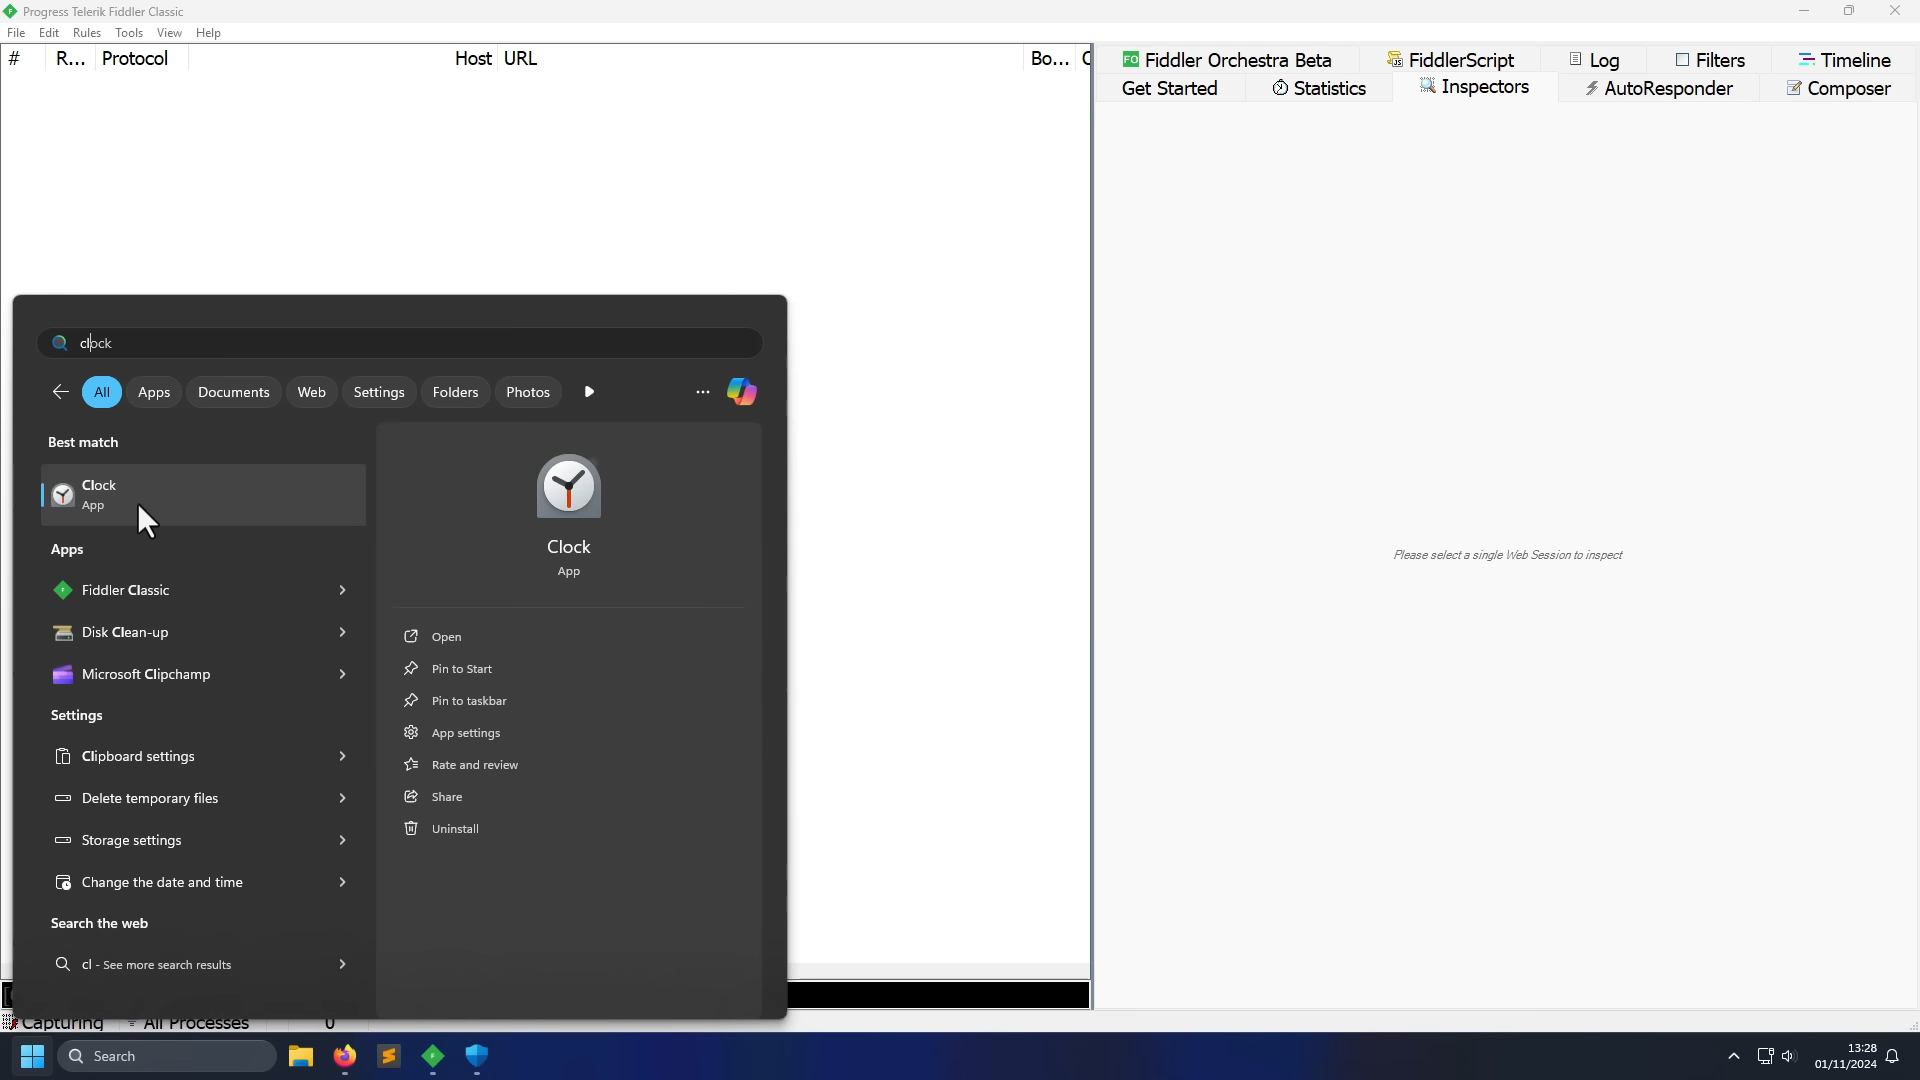 Progress Telerik Fiddler Classic
File Edit Rules Tools View Help
# R... Protocol Host URL Bo...
Fiddler Orchestra Beta FiddlerScript Log Filters Timeline
Get Started Statistics Inspectors AutoResponder Composer
Please select a single Web Session to inspect
clock
All Apps Documents Web Settings Folders Photos
Best match
Clock
App
Apps
Fiddler Classic
Disk Clean-up
Microsoft Clipchamp
Settings
Clipboard settings
Delete temporary files
Storage settings
Change the date and time
Search the web
cl - See more search results
Clock
App
Open
Pin to Start
Pin to taskbar
App settings
Rate and review
Share
Uninstall
Capturing All Processes 0
Search
13:28
01/11/2024